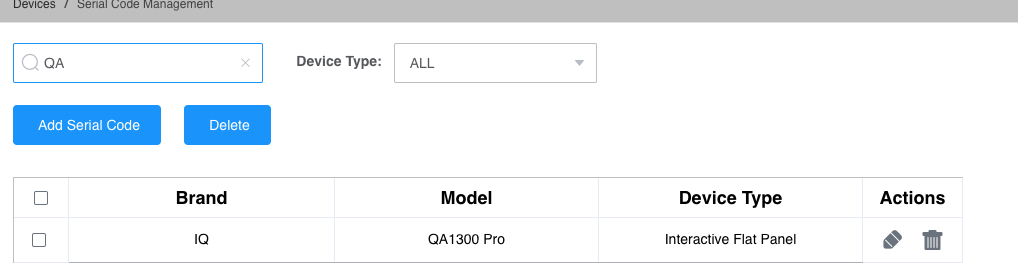 Devices / Serial Code Management
QA
Device Type:
ALL
Add Serial Code
Delete
Brand
Model
Device Type
Actions
IQ
QA1300 Pro
Interactive Flat Panel